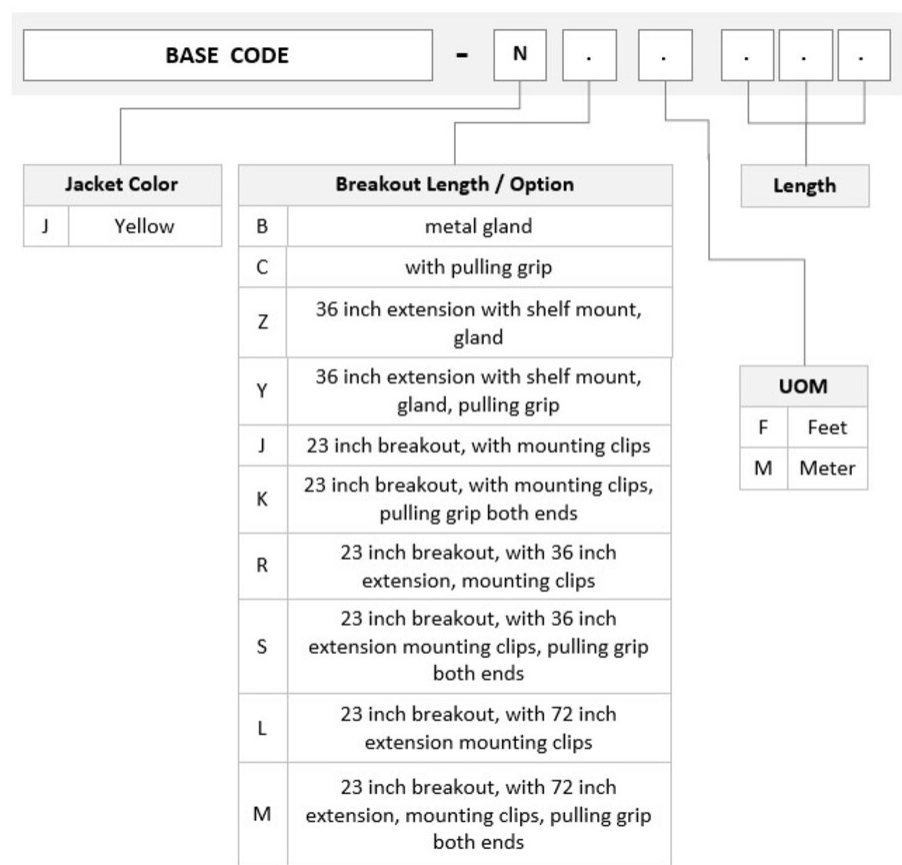 BASE CODE - N . . . . .
Jacket Color
J Yellow
Breakout Length / Option
B metal gland
C with pulling grip
Z 36 inch extension with shelf mount,
gland
Y 36 inch extension with shelf mount,
gland, pulling grip
J 23 inch breakout, with mounting clips
K 23 inch breakout, with mounting clips,
pulling grip both ends
R 23 inch breakout, with 36 inch
extension, mounting clips
S 23 inch breakout, with 36 inch
extension mounting clips, pulling grip
both ends
L 23 inch breakout, with 72 inch
extension mounting clips
M 23 inch breakout, with 72 inch
extension, mounting clips, pulling grip
both ends
Length
UOM
F Feet
M Meter